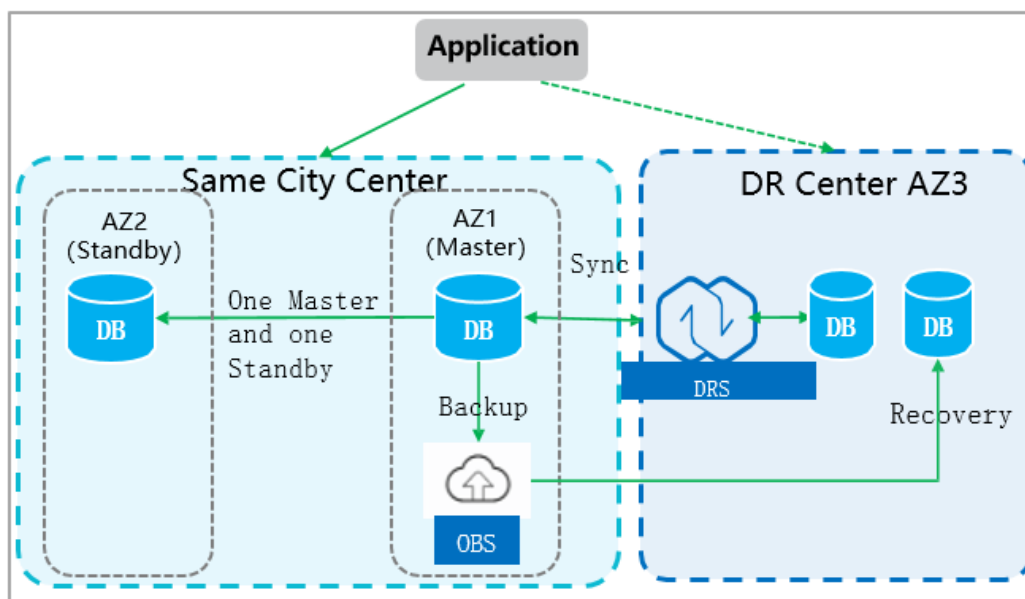 Application
Same City Center
DR Center AZ3
AZ2
(Standby)
AZ1
(Master)
Sync
DB
One Master
and one
Standby
DB
DB
DB
DRS
Backup
Recovery
OBS